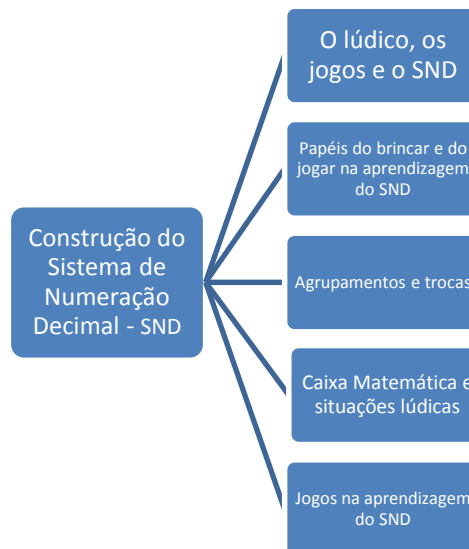 O lúdico, os
jogos e o SND
Papéis do brincar e do
jogar na aprendizagem
do SND
Construção do
Sistema de
Numeração
Decimal - SND
Agrupamentos e trocas
Caixa Matemática e
situações lúdicas
Jogos na aprendizagem
do SND